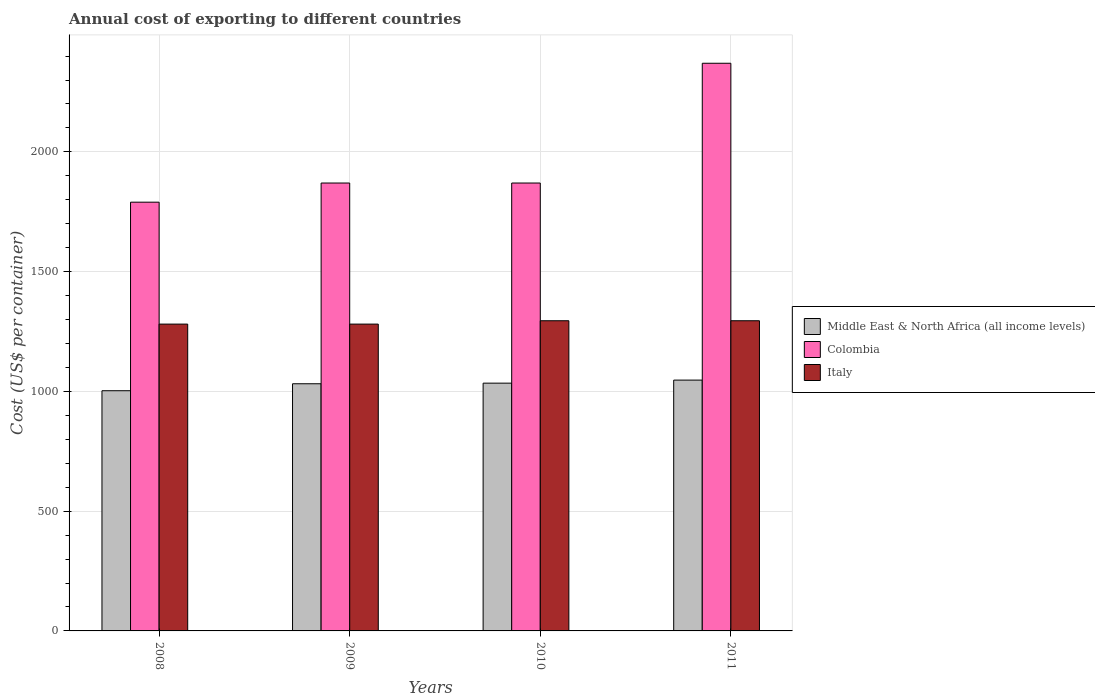 Annual cost of exporting to different countries
Cost (US$ per container)
2000
1500
1000
500
0
2008
2009
2010
2011
Years
Middle East & North Africa (all income levels)
Colombia
Italy